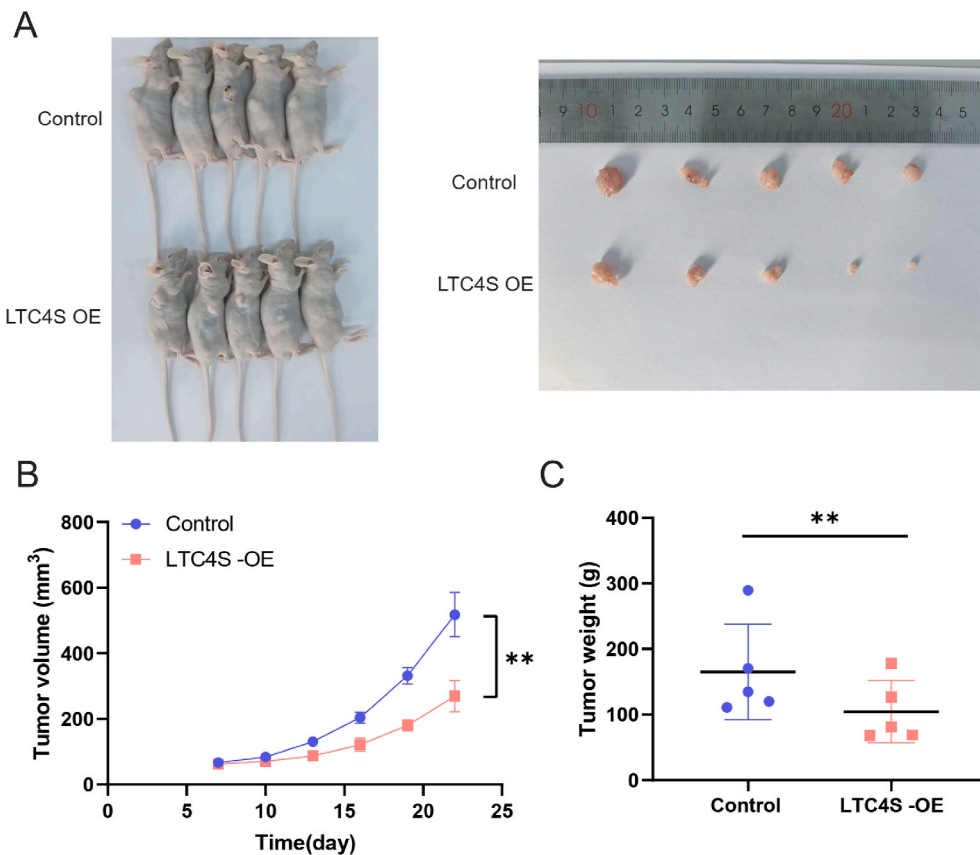 A
Control
LTC4S OE
9 10 1 2 3 4 5 6 7 8 9 20 1 2 3 4 5
Control
LTC4S OE
B
Control
LTC4S -OE
Tumor volume (mm³)
800
600
400
200
0
**
0 5 10 15 20 25
Time(day)
C
Tumor weight (g)
400
300
200
100
0
**
Control LTC4S -OE